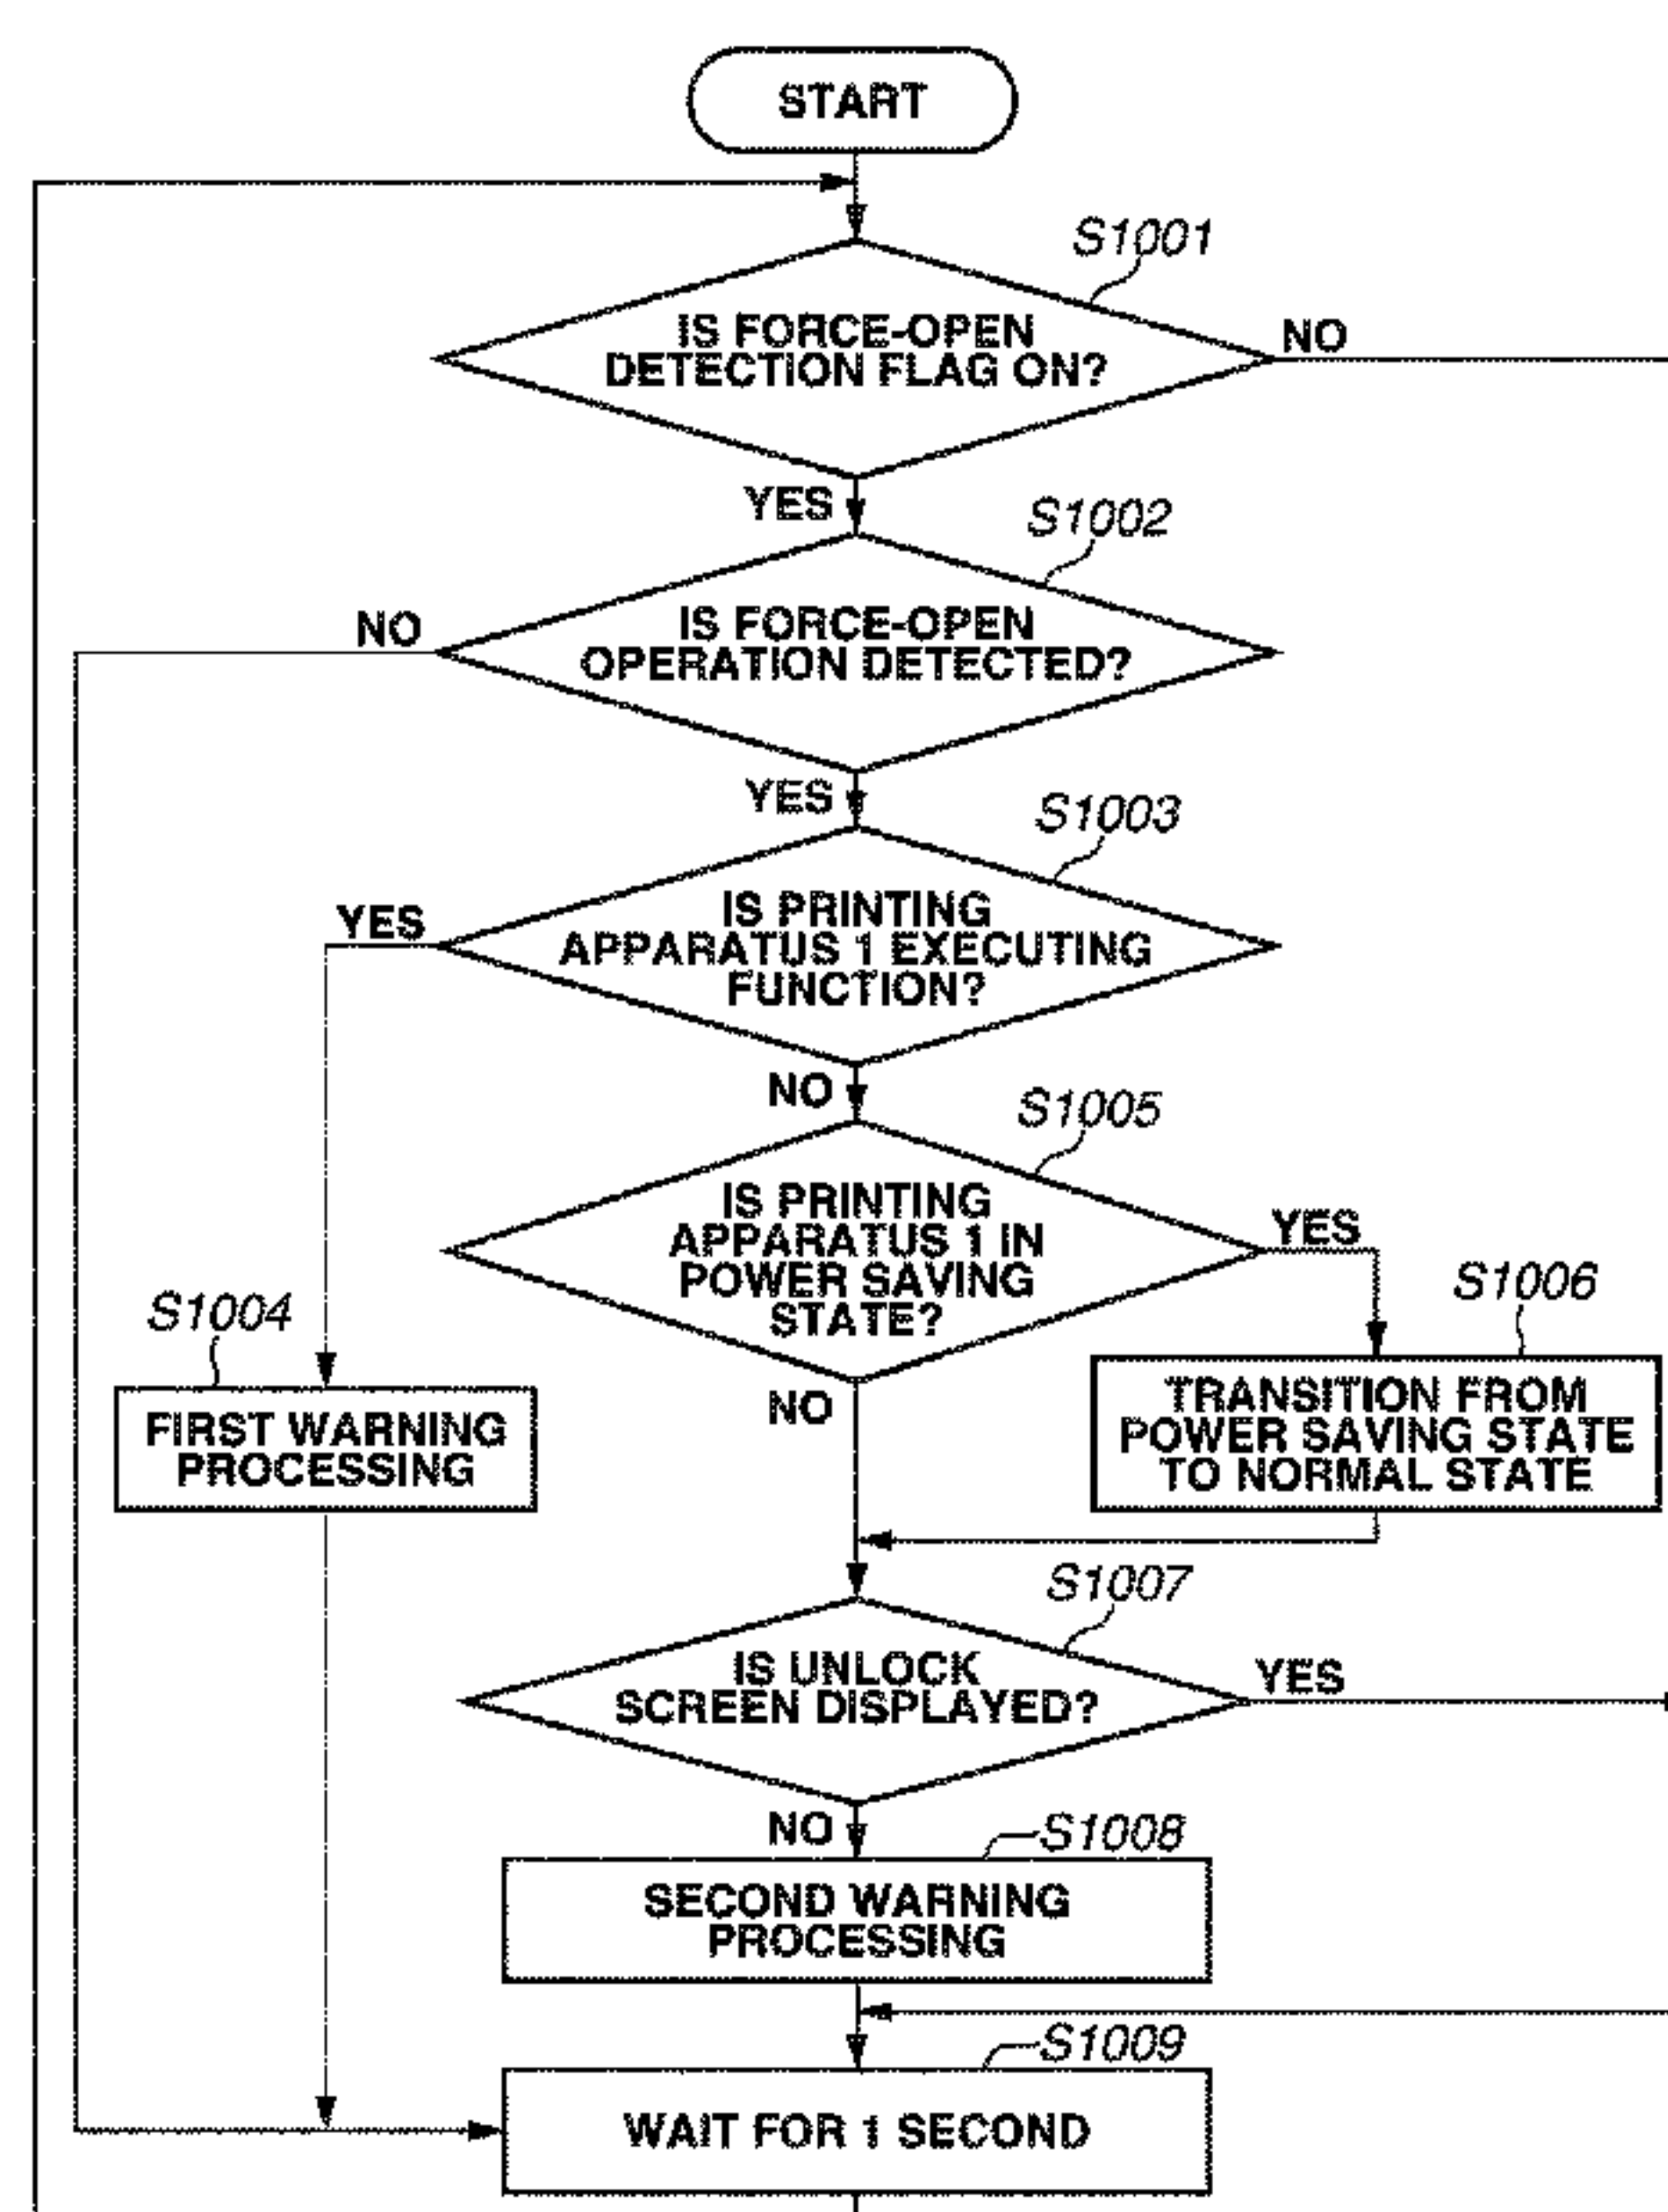 START
S1001
IS FORCE-OPEN
DETECTION FLAG ON?
NO
YES
S1002
IS FORCE-OPEN
OPERATION DETECTED?
NO
YES
S1003
IS PRINTING
APPARATUS 1 EXECUTING
FUNCTION?
YES
NO
S1005
IS PRINTING
APPARATUS 1 IN
POWER SAVING
STATE?
YES
NO
S1004
FIRST WARNING
PROCESSING
S1006
TRANSITION FROM
POWER SAVING STATE
TO NORMAL STATE
S1007
IS UNLOCK
SCREEN DISPLAYED?
YES
NO
S1008
SECOND WARNING
PROCESSING
S1009
WAIT FOR 1 SECOND